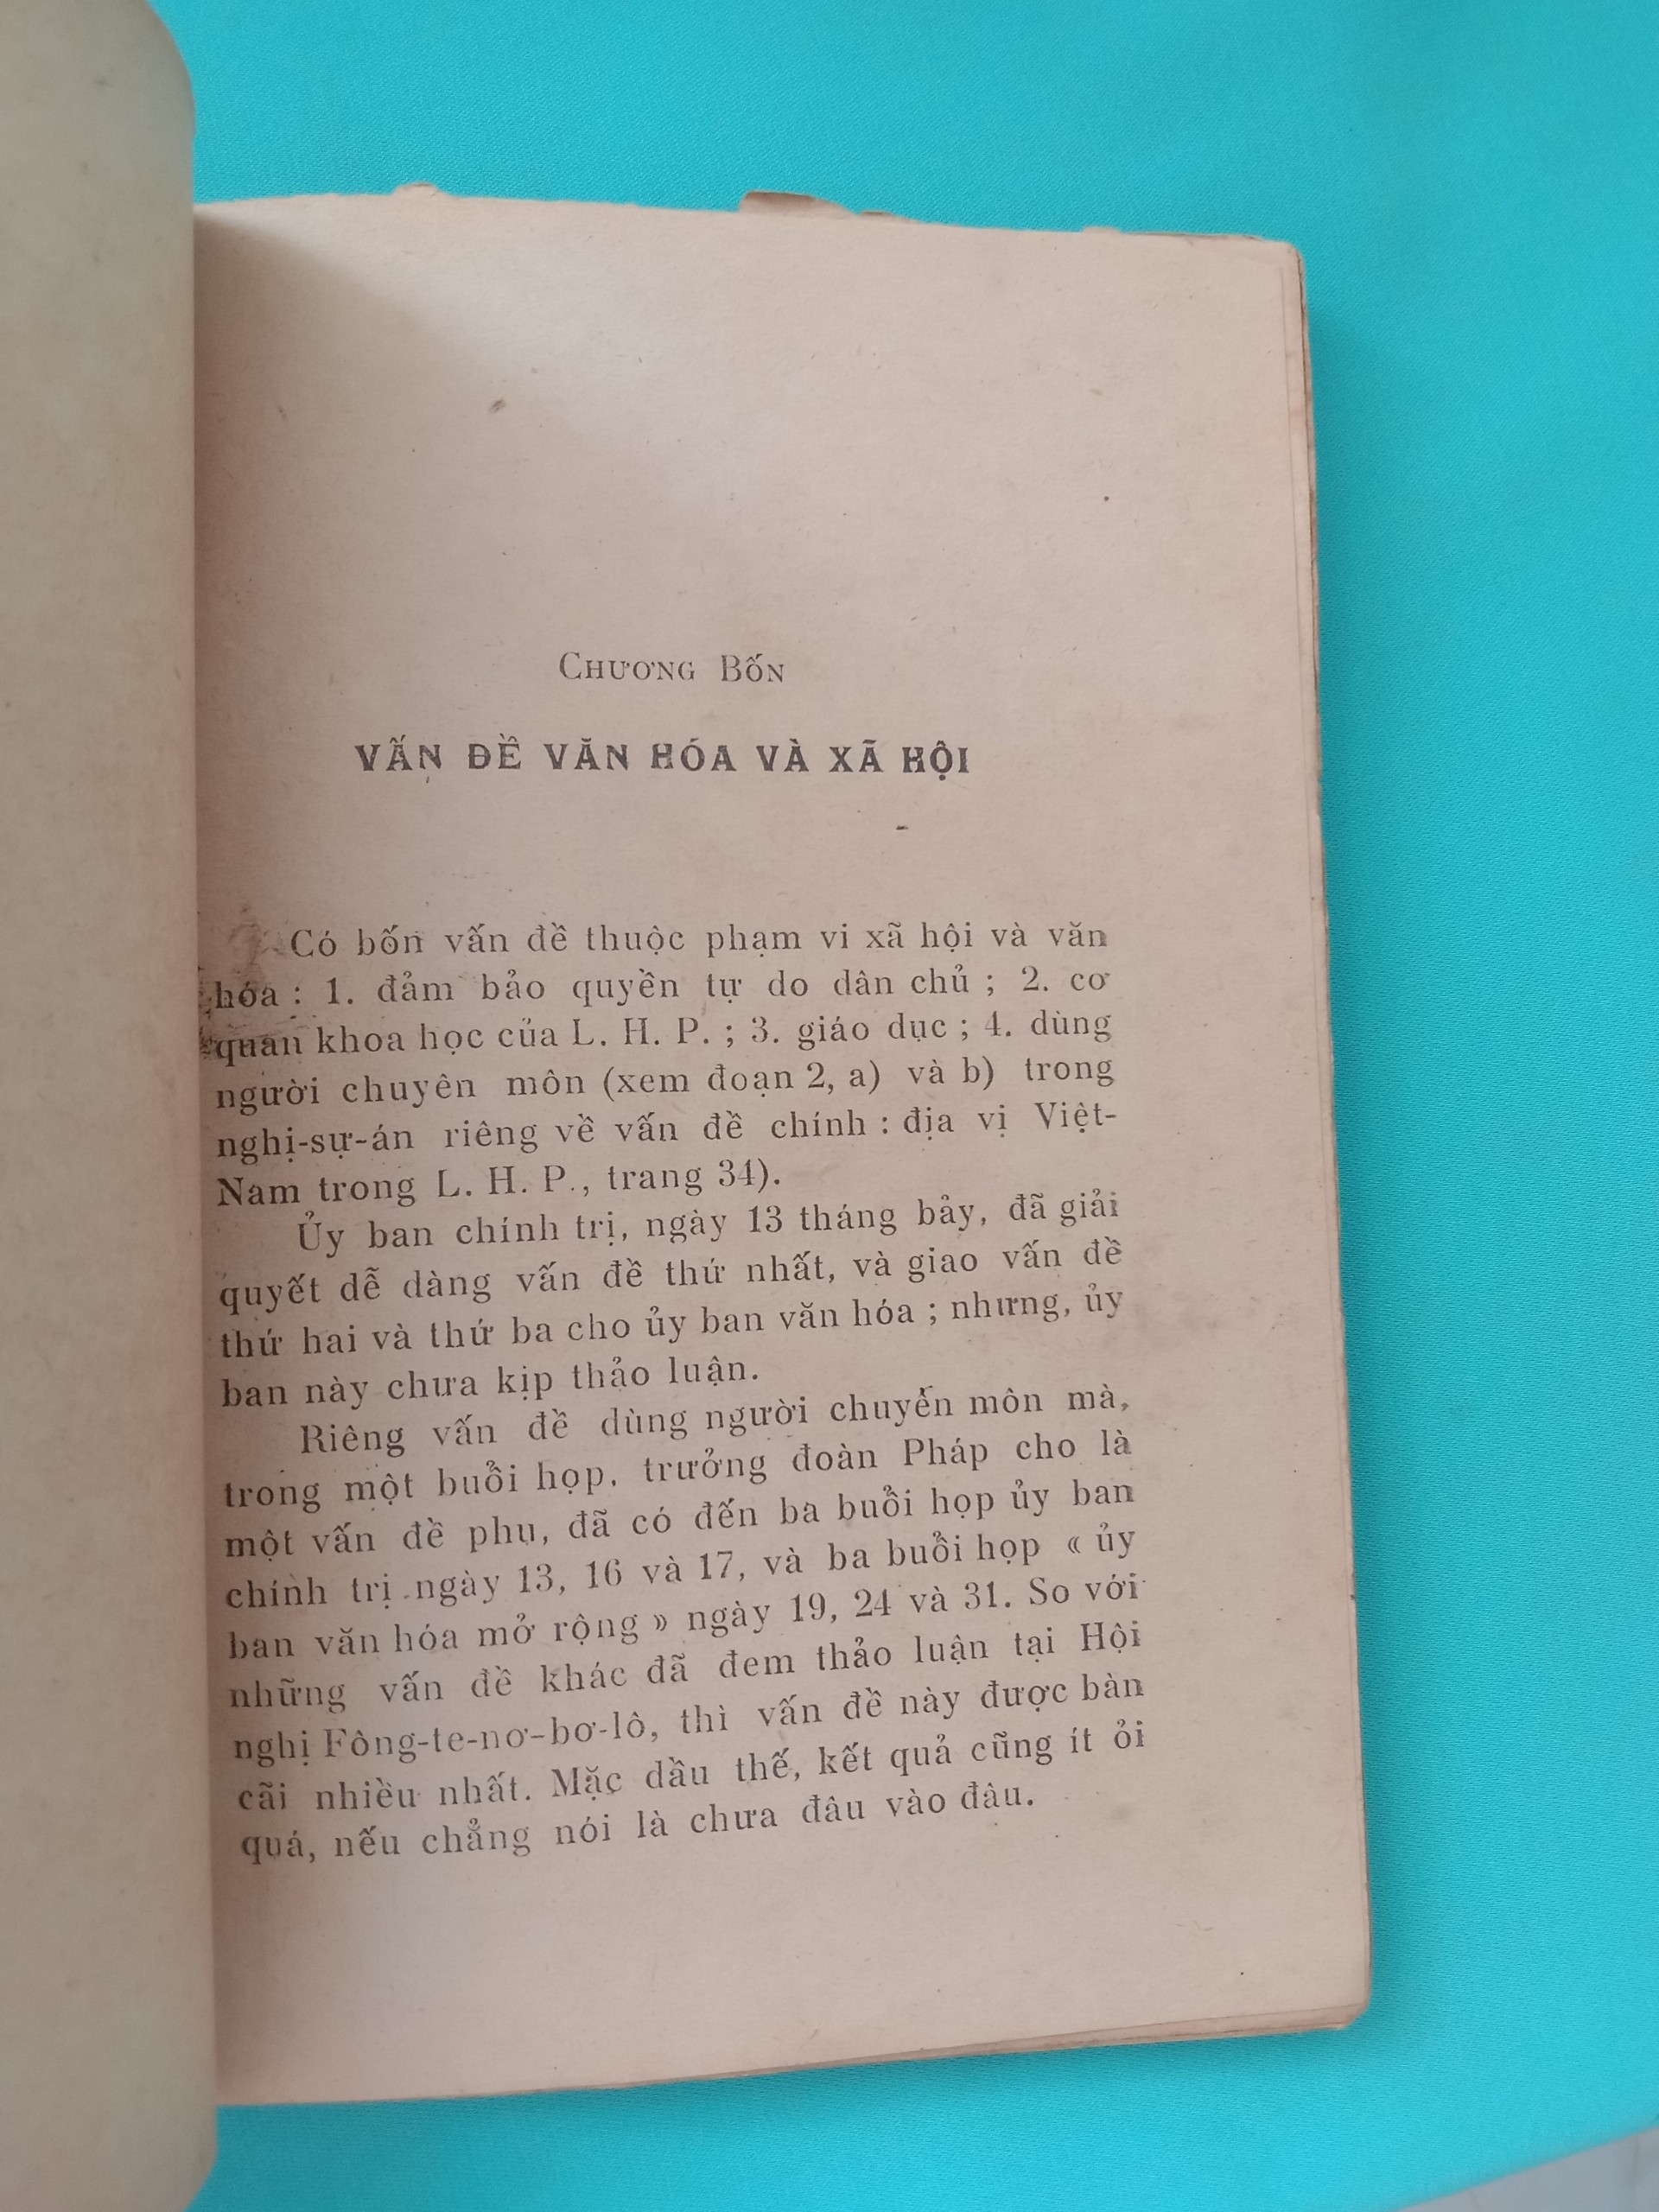 CHƯƠNG BỐN
VẤN ĐỀ VĂN HÓA VÀ XÃ HỘI
Có bốn vấn đề thuộc phạm vi xã hội và văn
hóa : 1. đảm bảo quyền tự do dân chủ ; 2. cơ
quan khoa học của L. H. P. ; 3. giáo dục ; 4. dùng
người chuyên môn (xem đoạn 2, a) và b) trong
nghị-sự-án riêng về vấn đề chính : địa vị Việt-
Nam trong L. H. P., trang 34).
Ủy ban chính trị, ngày 13 tháng bảy, đã giải
quyết dễ dàng vấn đề thứ nhất, và giao vấn đề
thứ hai và thứ ba cho ủy ban văn hóa ; nhưng, ủy
ban này chưa kịp thảo luận.
Riêng vấn đề dùng người chuyến môn mà,
trong một buổi họp, trưởng đoàn Pháp cho là
một vấn đề phụ, đã có đến ba buổi họp ủy ban
chính trị ngày 13, 16 và 17, và ba buổi họp « ủy
ban văn hóa mở rộng » ngày 19, 24 và 31. So với
những vấn đề khác đã đem thảo luận tại Hội
nghị Fông-te-nơ-bơ-lô, thì vấn đề này được bàn
cãi nhiều nhất. Mặc dầu thế, kết quả cũng ít ỏi
quá, nếu chẳng nói là chưa đâu vào đâu.